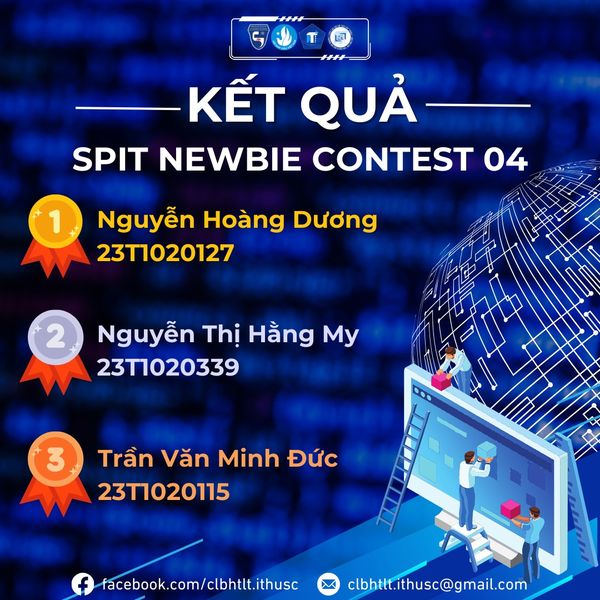 KẾT QUẢ
SPIT NEWBIE CONTEST 04
1
Nguyễn Hoàng Dương
23T1020127
2
Nguyễn Thị Hằng My
23T1020339
3
Trần Văn Minh Đức
23T1020115
facebook.com/clbhtlt.ithusc clbhtlt.ithusc@gmail.com